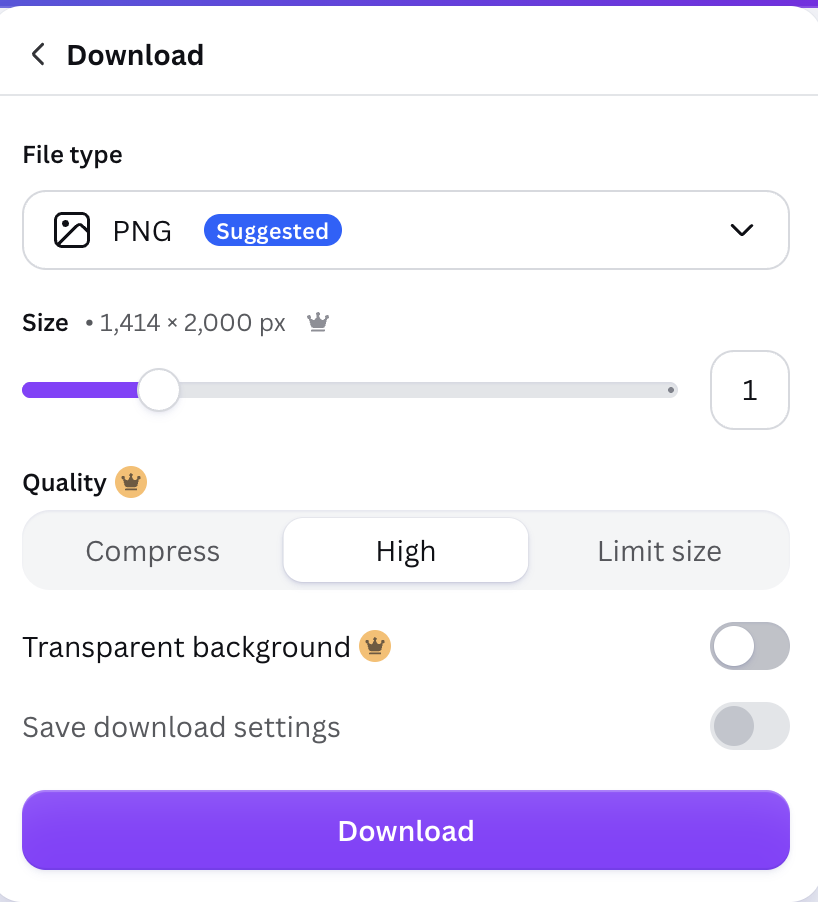 Download
File type
PNG Suggested
Size • 1,414 × 2,000 px
1
Quality
Compress High Limit size
Transparent background
Save download settings
Download